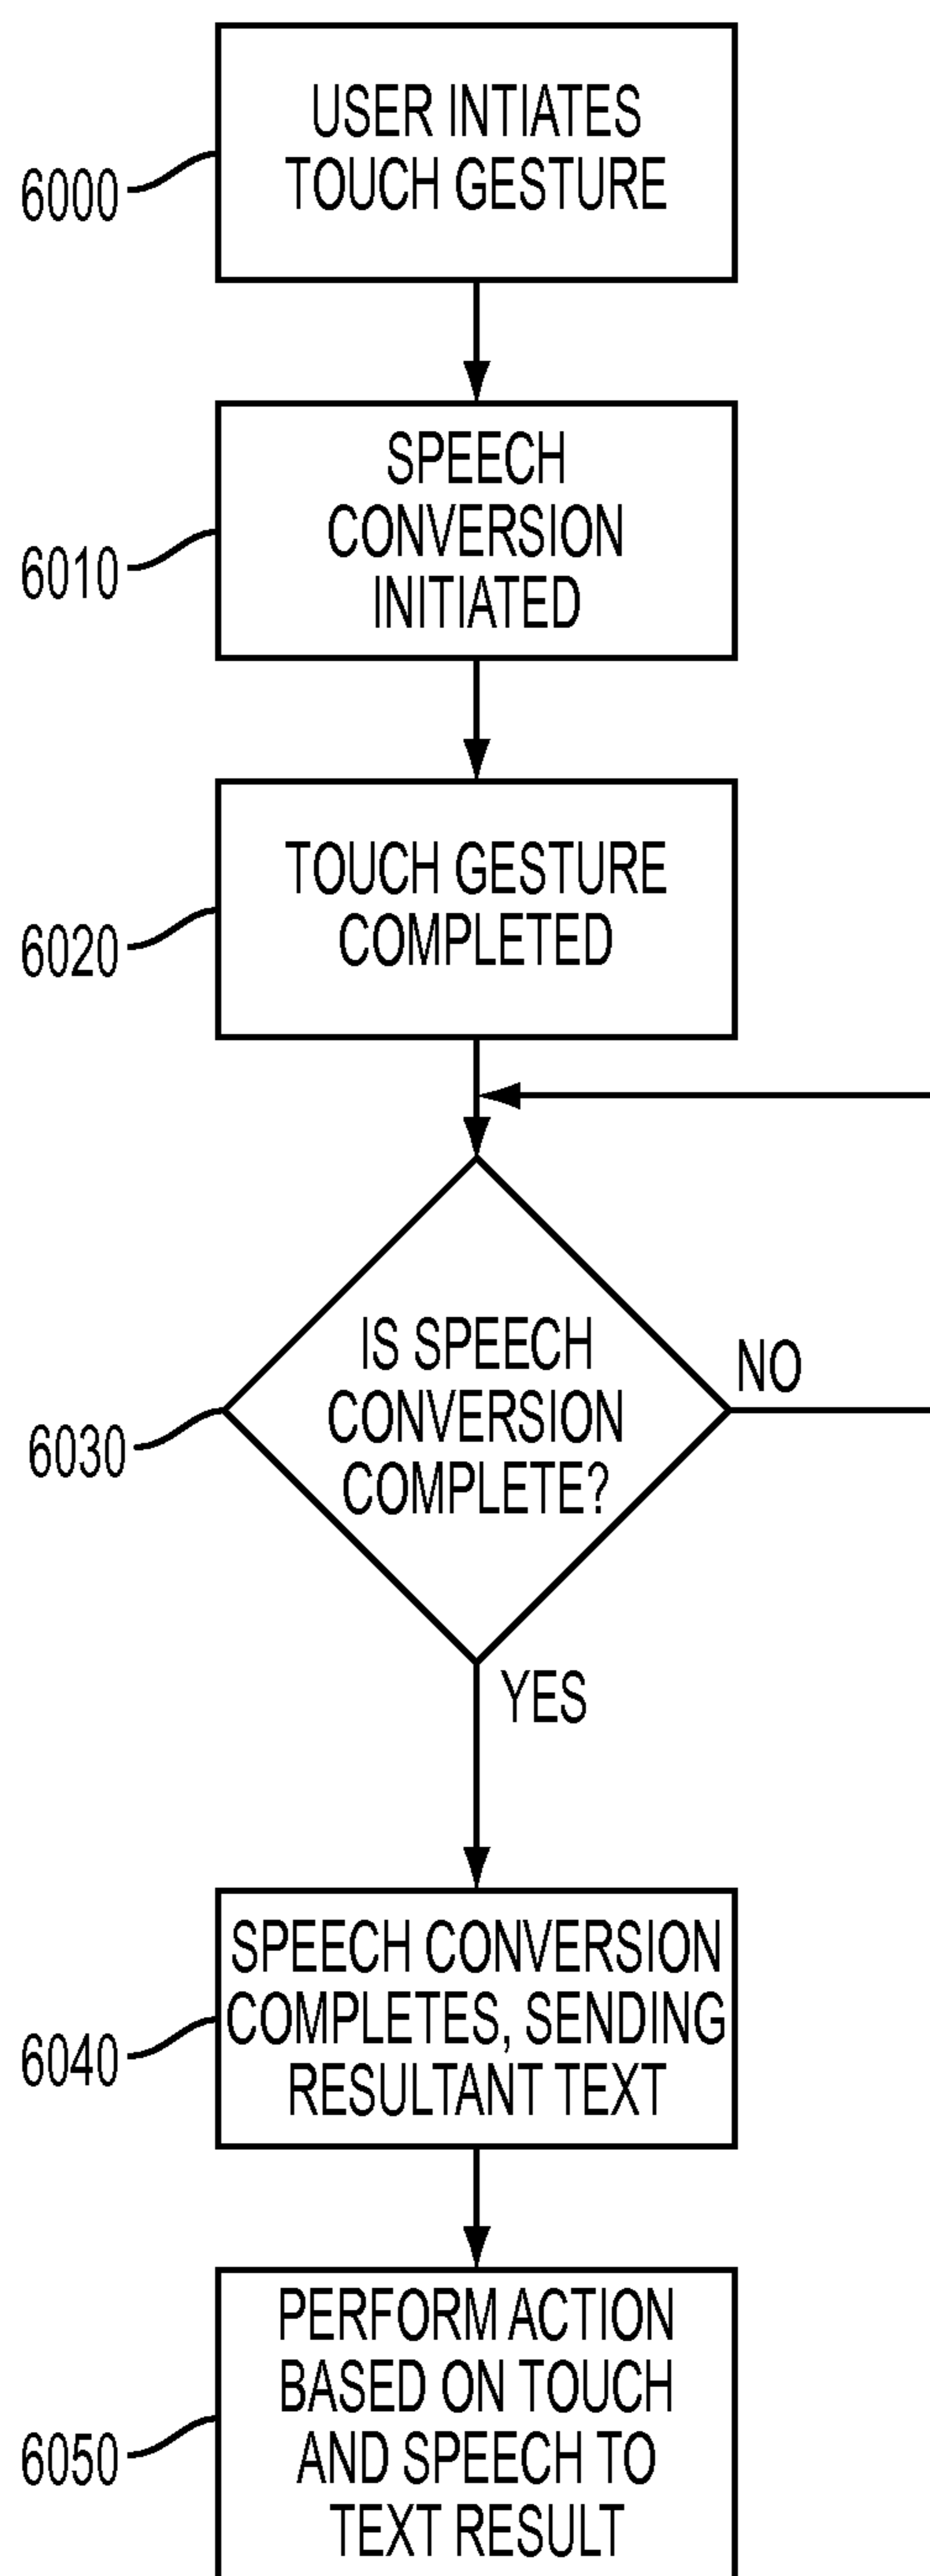 USER INTIATES
TOUCH GESTURE
6000
SPEECH
CONVERSION
INITIATED
6010
TOUCH GESTURE
COMPLETED
6020
IS SPEECH
CONVERSION
COMPLETE?
NO
6030
YES
SPEECH CONVERSION
COMPLETES, SENDING
RESULTANT TEXT
6040
PERFORM ACTION
BASED ON TOUCH
AND SPEECH TO
TEXT RESULT
6050